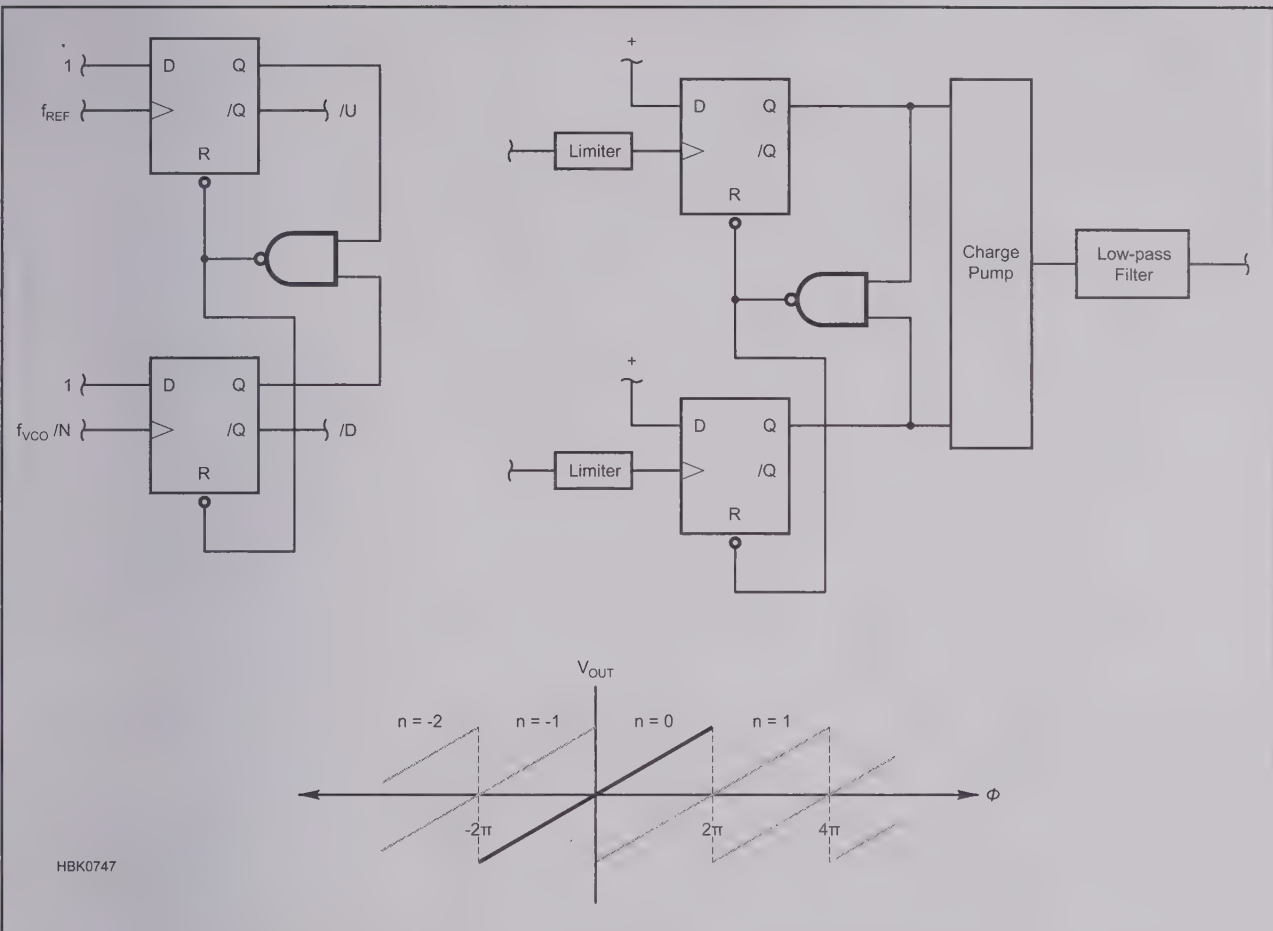 1
D
Q
f_REF
/Q
/U
R
1
D
Q
f_VCO /N
/Q
/D
R
+
D
Q
Limiter
/Q
R
Charge
Pump
Low-pass
Filter
+
D
Q
Limiter
/Q
R
V_OUT
n = -2
n = -1
n = 0
n = 1
Φ
-2π
2π
4π
HBK0747